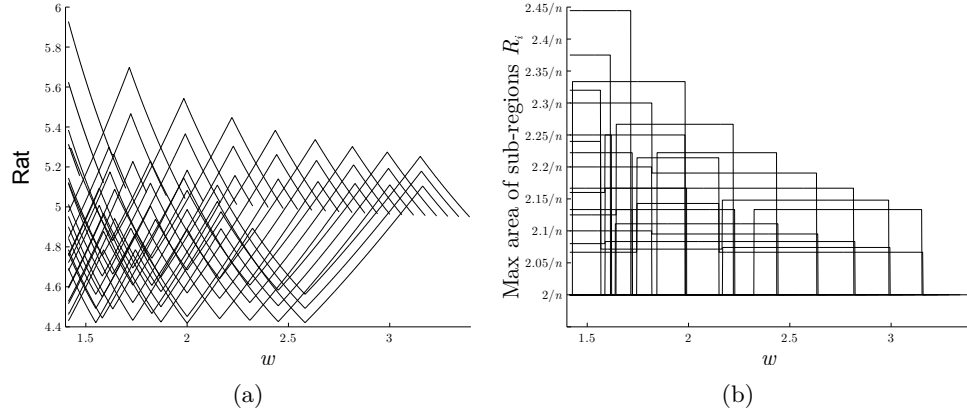 Rat
6
5.8
5.6
5.4
5.2
5
4.8
4.6
4.4
1.5
2
2.5
3
w
(a)
Max area of sub-regions R_i
2.45/n
2.4/n
2.35/n
2.3/n
2.25/n
2.2/n
2.15/n
2.1/n
2.05/n
2/n
1.5
2
2.5
3
w
(b)